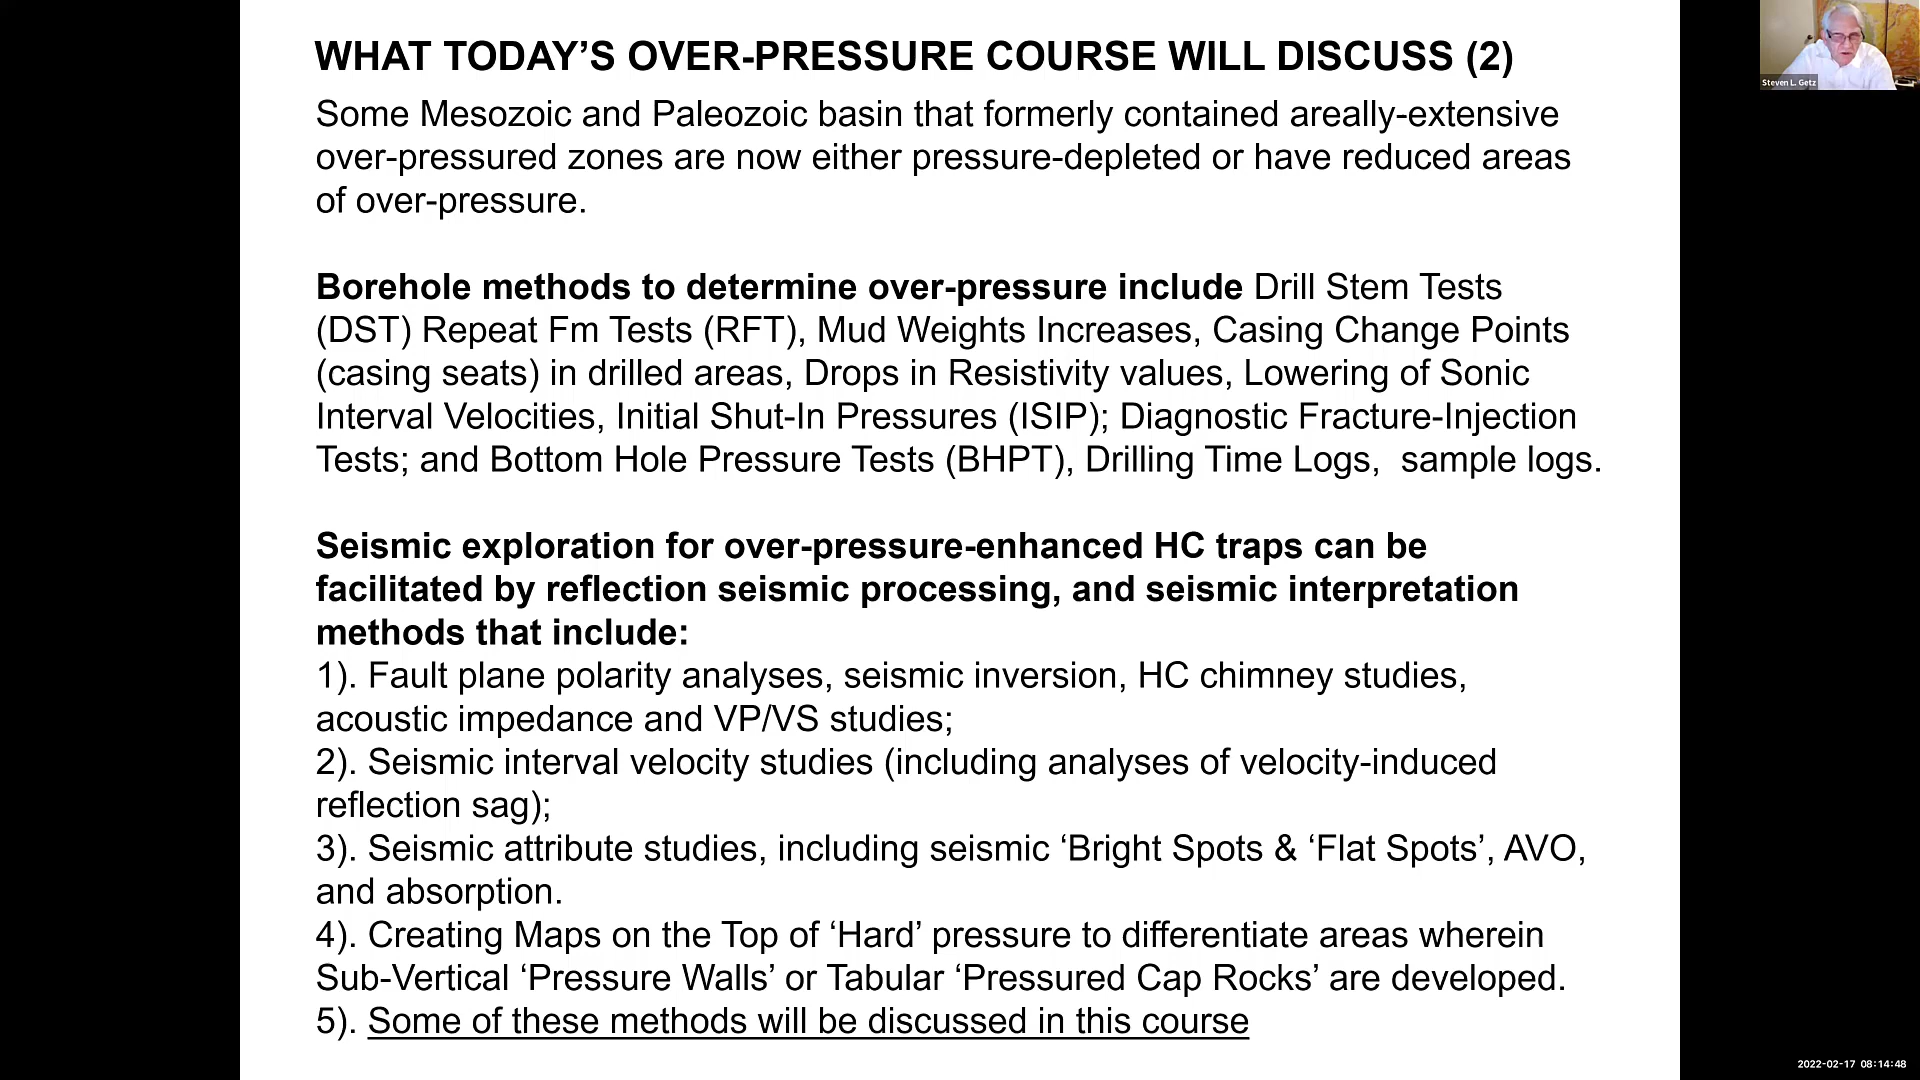 WHAT TODAY’S OVER-PRESSURE COURSE WILL DISCUSS (2)
Some Mesozoic and Paleozoic basin that formerly contained areally-extensive
over-pressured zones are now either pressure-depleted or have reduced areas
of over-pressure.
Borehole methods to determine over-pressure include Drill Stem Tests
(DST) Repeat Fm Tests (RFT), Mud Weights Increases, Casing Change Points
(casing seats) in drilled areas, Drops in Resistivity values, Lowering of Sonic
Interval Velocities, Initial Shut-In Pressures (ISIP); Diagnostic Fracture-Injection
Tests; and Bottom Hole Pressure Tests (BHPT), Drilling Time Logs,  sample logs.
Seismic exploration for over-pressure-enhanced HC traps can be
facilitated by reflection seismic processing, and seismic interpretation
methods that include:
1). Fault plane polarity analyses, seismic inversion, HC chimney studies,
acoustic impedance and VP/VS studies;
2). Seismic interval velocity studies (including analyses of velocity-induced
reflection sag);
3). Seismic attribute studies, including seismic ‘Bright Spots & ‘Flat Spots’, AVO,
and absorption.
4). Creating Maps on the Top of ‘Hard’ pressure to differentiate areas wherein
Sub-Vertical ‘Pressure Walls’ or Tabular ‘Pressured Cap Rocks’ are developed.
5). Some of these methods will be discussed in this course
Steven L. Getz
2022-02-17 08:14:48